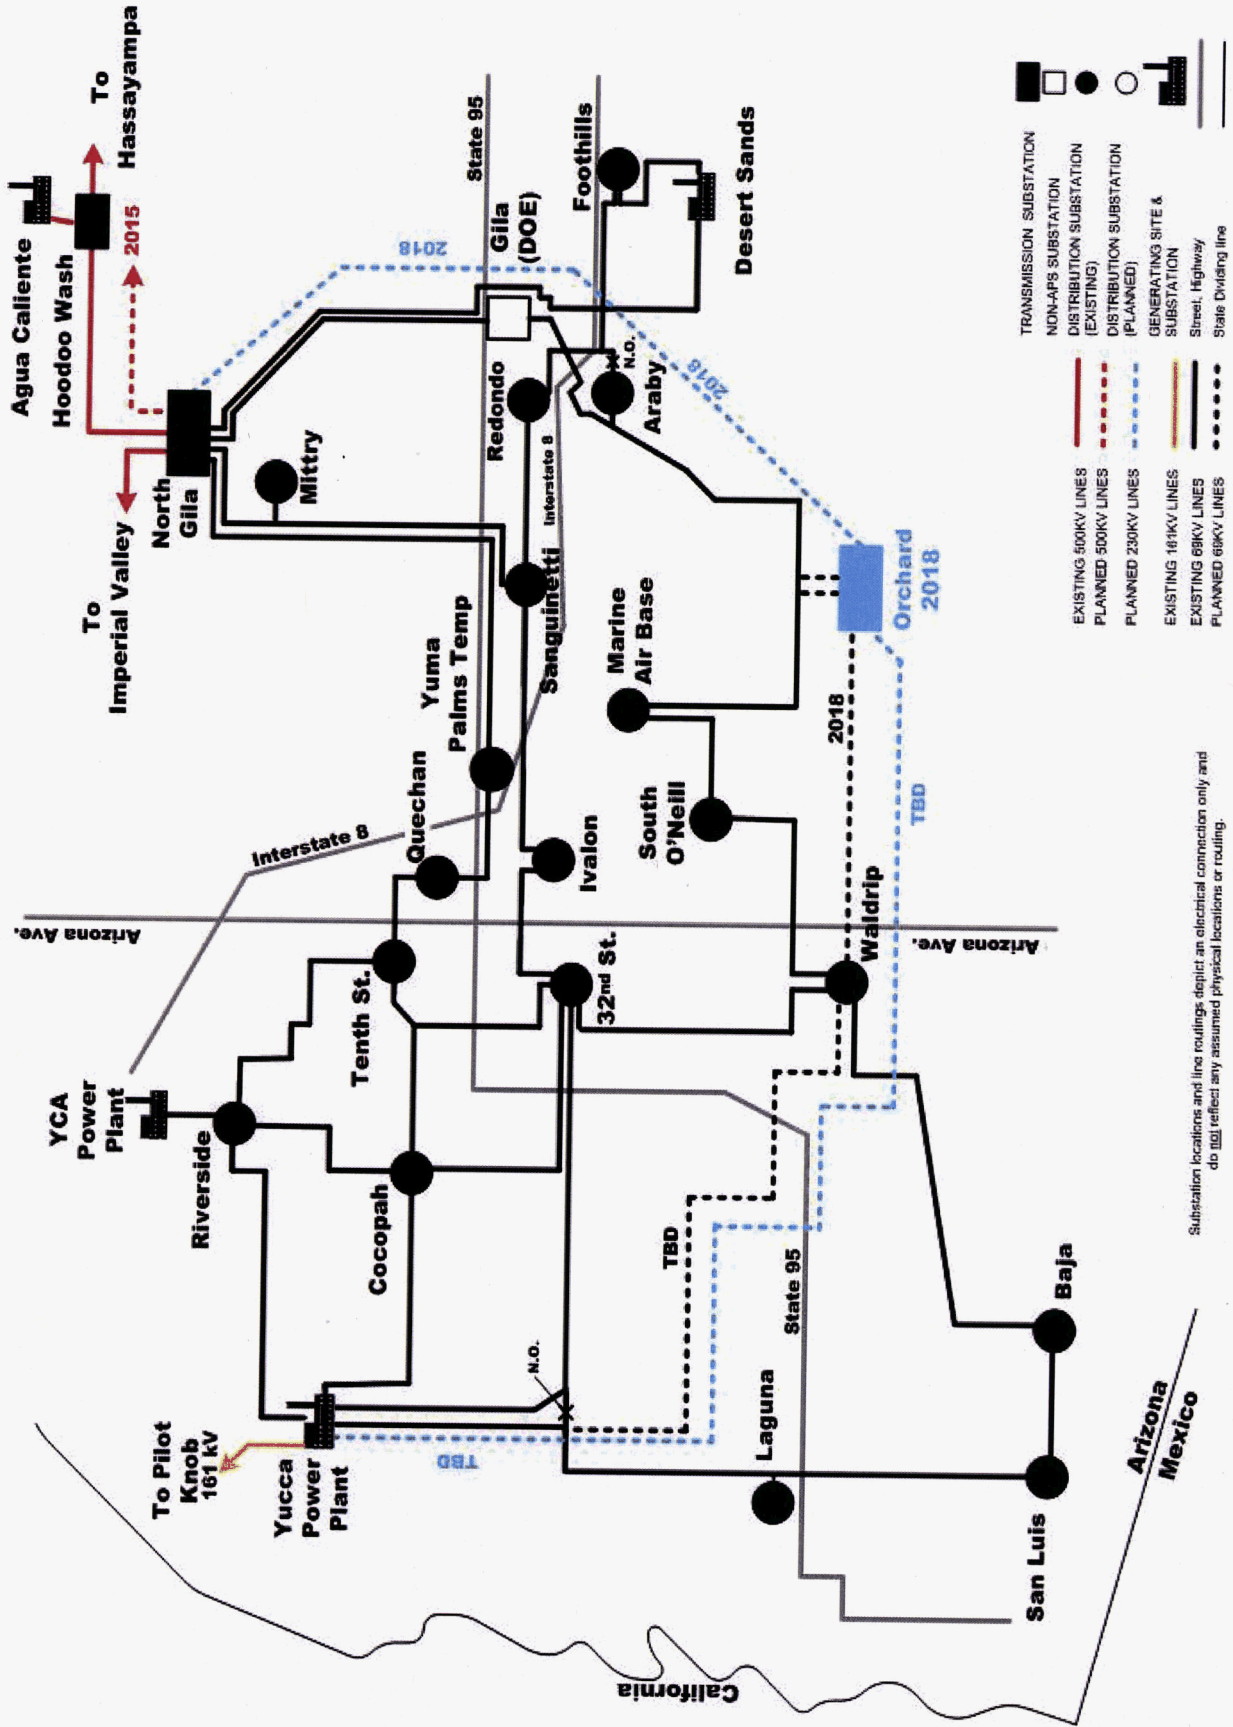 To Pilot
Knob
161 kV
Yucca
Power
Plant
YCA
Power
Plant
Riverside
Cocopah
Tenth St.
Arizona Ave.
Interstate 8
Quechan
Yuma
Palms Temp
To
Imperial Valley
North
Gila
Mittry
Agua Caliente
Hoodoo Wash
To
Hassayampa
2015
2018
State 95
Gila
(DOE)
Foothills
Desert Sands
Redondo
N.O.
Araby
2018
Interstate 8
Sanguinetti
Ivalon
32nd St.
Marine
Air Base
South
O'Neill
Orchard
2018
2018
TBD
Waldrip
Arizona Ave.
N.O.
TBD
TBD
State 95
Laguna
San Luis
Baja
California
Arizona
Mexico
Substation locations and line routings depict an electrical connection only and
do not reflect any assumed physical locations or routing.
EXISTING 500KV LINES
PLANNED 500KV LINES
PLANNED 230KV LINES
EXISTING 161KV LINES
EXISTING 69KV LINES
PLANNED 69KV LINES
TRANSMISSION SUBSTATION
NON-APS SUBSTATION
DISTRIBUTION SUBSTATION
(EXISTING)
DISTRIBUTION SUBSTATION
(PLANNED)
GENERATING SITE &
SUBSTATION
Street, Highway
State Dividing line